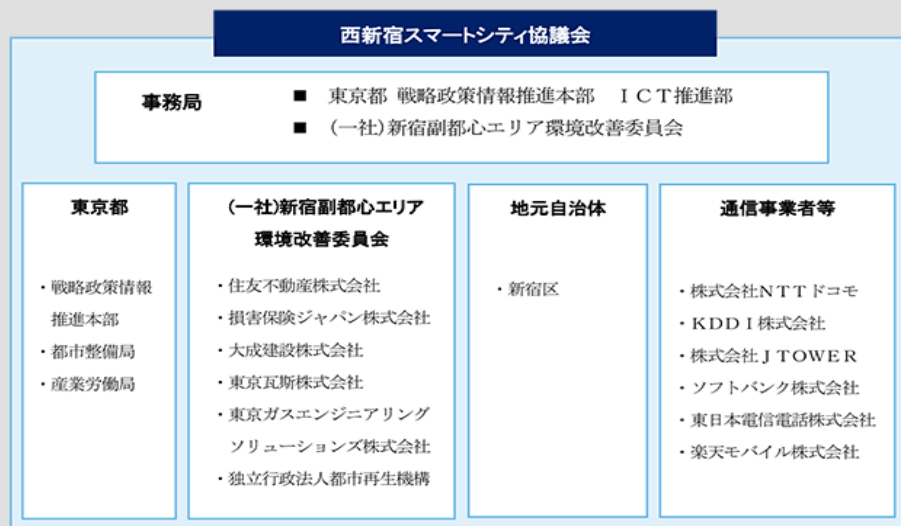 西新宿スマートシティ協議会
事務局
■ 東京都 戦略政策情報推進本部　ＩＣＴ推進部
■ (一社)新宿副都心エリア環境改善委員会
東京都
・戦略政策情報
推進本部
・都市整備局
・産業労働局
(一社)新宿副都心エリア
環境改善委員会
・住友不動産株式会社
・損害保険ジャパン株式会社
・大成建設株式会社
・東京瓦斯株式会社
・東京ガスエンジニアリング
ソリューションズ株式会社
・独立行政法人都市再生機構
地元自治体
・新宿区
通信事業者等
・株式会社ＮＴＴドコモ
・ＫＤＤＩ株式会社
・株式会社ＪＴＯＷＥＲ
・ソフトバンク株式会社
・東日本電信電話株式会社
・楽天モバイル株式会社